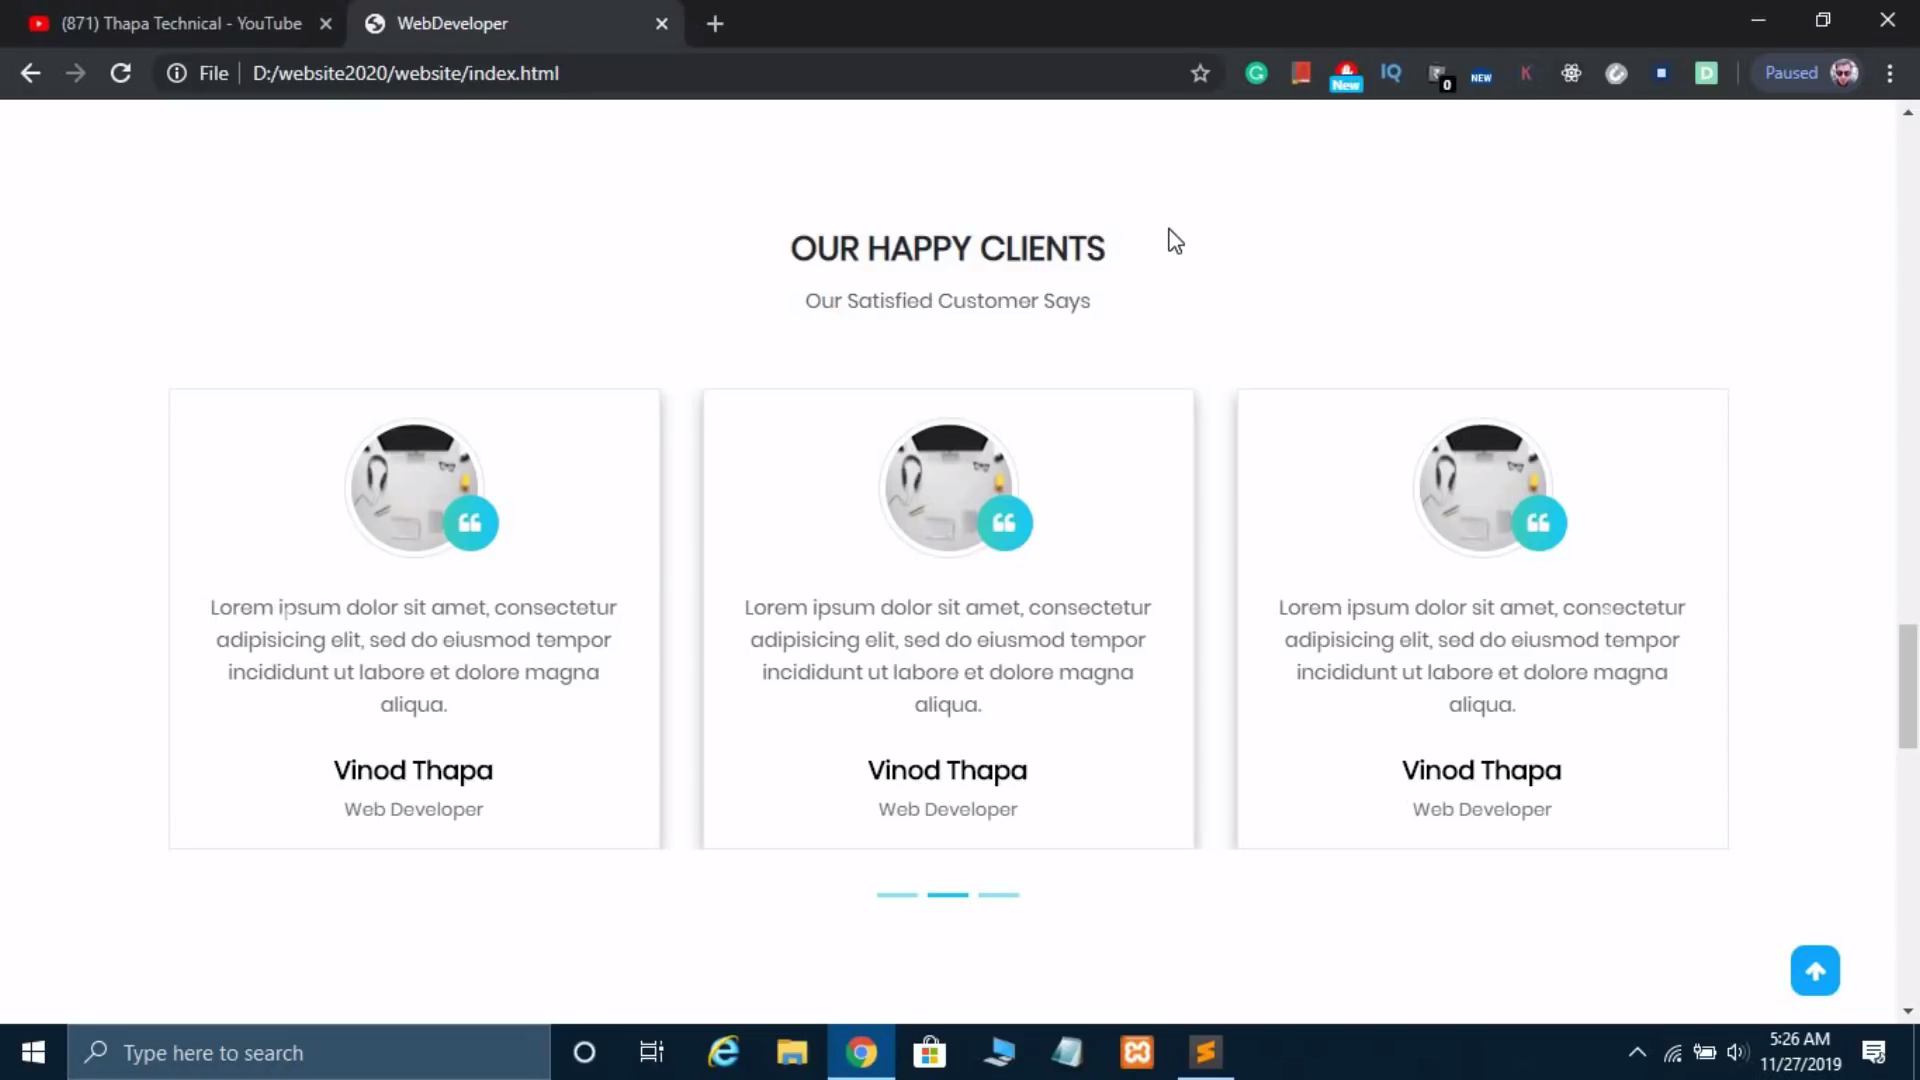 (871) Thapa Technical - YouTube
WebDeveloper
File
D:/website2020/website/index.html
New
IQ
0
NEW
K
D
Paused
OUR HAPPY CLIENTS
Our Satisfied Customer Says
Lorem ipsum dolor sit amet, consectetur
adipisicing elit, sed do eiusmod tempor
incididunt ut labore et dolore magna
aliqua.
Vinod Thapa
Web Developer
Lorem ipsum dolor sit amet, consectetur
adipisicing elit, sed do eiusmod tempor
incididunt ut labore et dolore magna
aliqua.
Vinod Thapa
Web Developer
Lorem ipsum dolor sit amet, consectetur
adipisicing elit, sed do eiusmod tempor
incididunt ut labore et dolore magna
aliqua.
Vinod Thapa
Web Developer
Type here to search
5:26 AM
11/27/2019